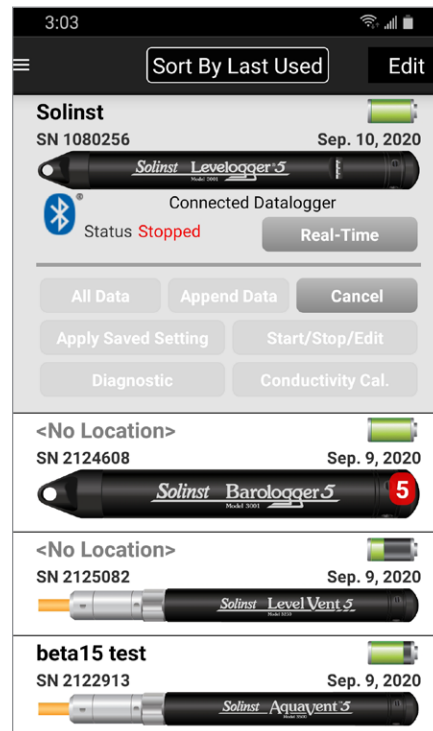 3:03
Sort By Last Used Edit
Solinst
SN 1080256 Sep. 10, 2020
Solinst Levelogger 5
Connected Datalogger
Status Stopped Real-Time
All Data Append Data Cancel
Apply Saved Setting Start/Stop/Edit
Diagnostic Conductivity Cal.
<No Location>
SN 2124608 Sep. 9, 2020
Solinst Barologger 5 5
Model 3001
<No Location>
SN 2125082 Sep. 9, 2020
Solinst LevelVent 5
beta15 test
SN 2122913 Sep. 9, 2020
Solinst Aquavent 5